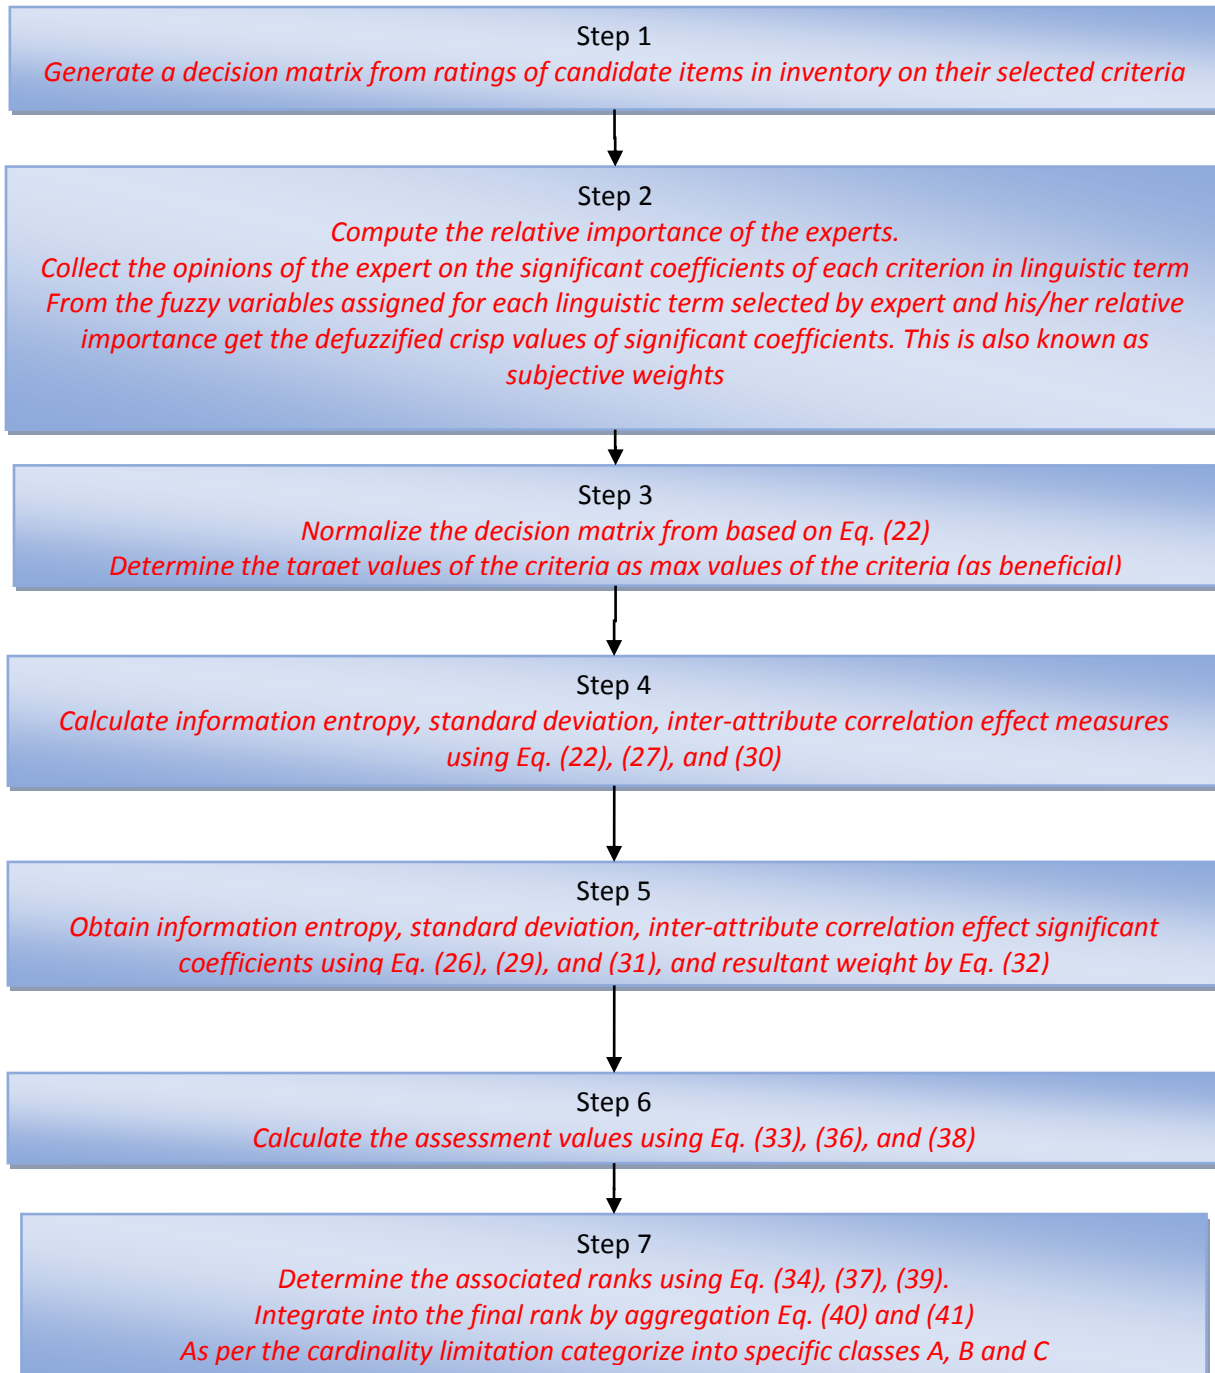 Step 1
Generate a decision matrix from ratings of candidate items in inventory on their selected criteria
Step 2
Compute the relative importance of the experts.
Collect the opinions of the expert on the significant coefficients of each criterion in linguistic term
From the fuzzy variables assigned for each linguistic term selected by expert and his/her relative
importance get the defuzzified crisp values of significant coefficients. This is also known as
subjective weights
Step 3
Normalize the decision matrix from based on Eq. (22)
Determine the target values of the criteria as max values of the criteria (as beneficial)
Step 4
Calculate information entropy, standard deviation, inter-attribute correlation effect measures
using Eq. (22), (27), and (30)
Step 5
Obtain information entropy, standard deviation, inter-attribute correlation effect significant
coefficients using Eq. (26), (29), and (31), and resultant weight by Eq. (32)
Step 6
Calculate the assessment values using Eq. (33), (36), and (38)
Step 7
Determine the associated ranks using Eq. (34), (37), (39).
Integrate into the final rank by aggregation Eq. (40) and (41)
As per the cardinality limitation categorize into specific classes A, B and C